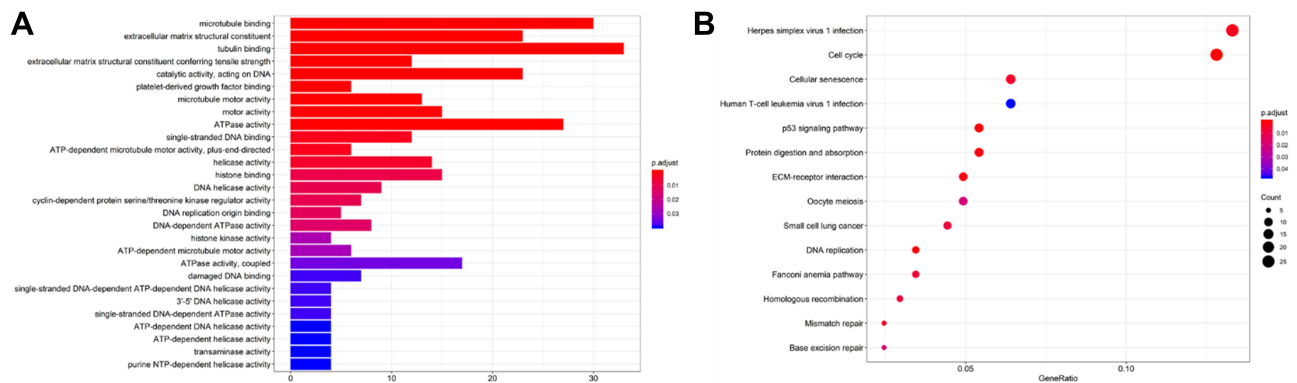 A
microtubule binding
extracellular matrix structural constituent
tubulin binding
extracellular matrix structural constituent conferring tensile strength
catalytic activity, acting on DNA
platelet-derived growth factor binding
microtubule motor activity
motor activity
ATPase activity
single-stranded DNA binding
ATP-dependent microtubule motor activity, plus-end-directed
helicase activity
histone binding
DNA helicase activity
cyclin-dependent protein serine/threonine kinase regulator activity
DNA replication origin binding
DNA-dependent ATPase activity
histone kinase activity
ATP-dependent microtubule motor activity
ATPase activity, coupled
damaged DNA binding
single-stranded DNA-dependent ATP-dependent DNA helicase activity
3'-5' DNA helicase activity
single-stranded DNA-dependent ATPase activity
ATP-dependent DNA helicase activity
ATP-dependent helicase activity
transaminase activity
purine NTP-dependent helicase activity
0 10 20 30
p.adjust
0.01
0.02
0.03
B
Herpes simplex virus 1 infection
Cell cycle
Cellular senescence
Human T-cell leukemia virus 1 infection
p53 signaling pathway
Protein digestion and absorption
ECM-receptor interaction
Oocyte meiosis
Small cell lung cancer
DNA replication
Fanconi anemia pathway
Homologous recombination
Mismatch repair
Base excision repair
0.05 0.10
GeneRatio
p.adjust
0.01
0.02
0.03
0.04
Count
5
10
15
20
25